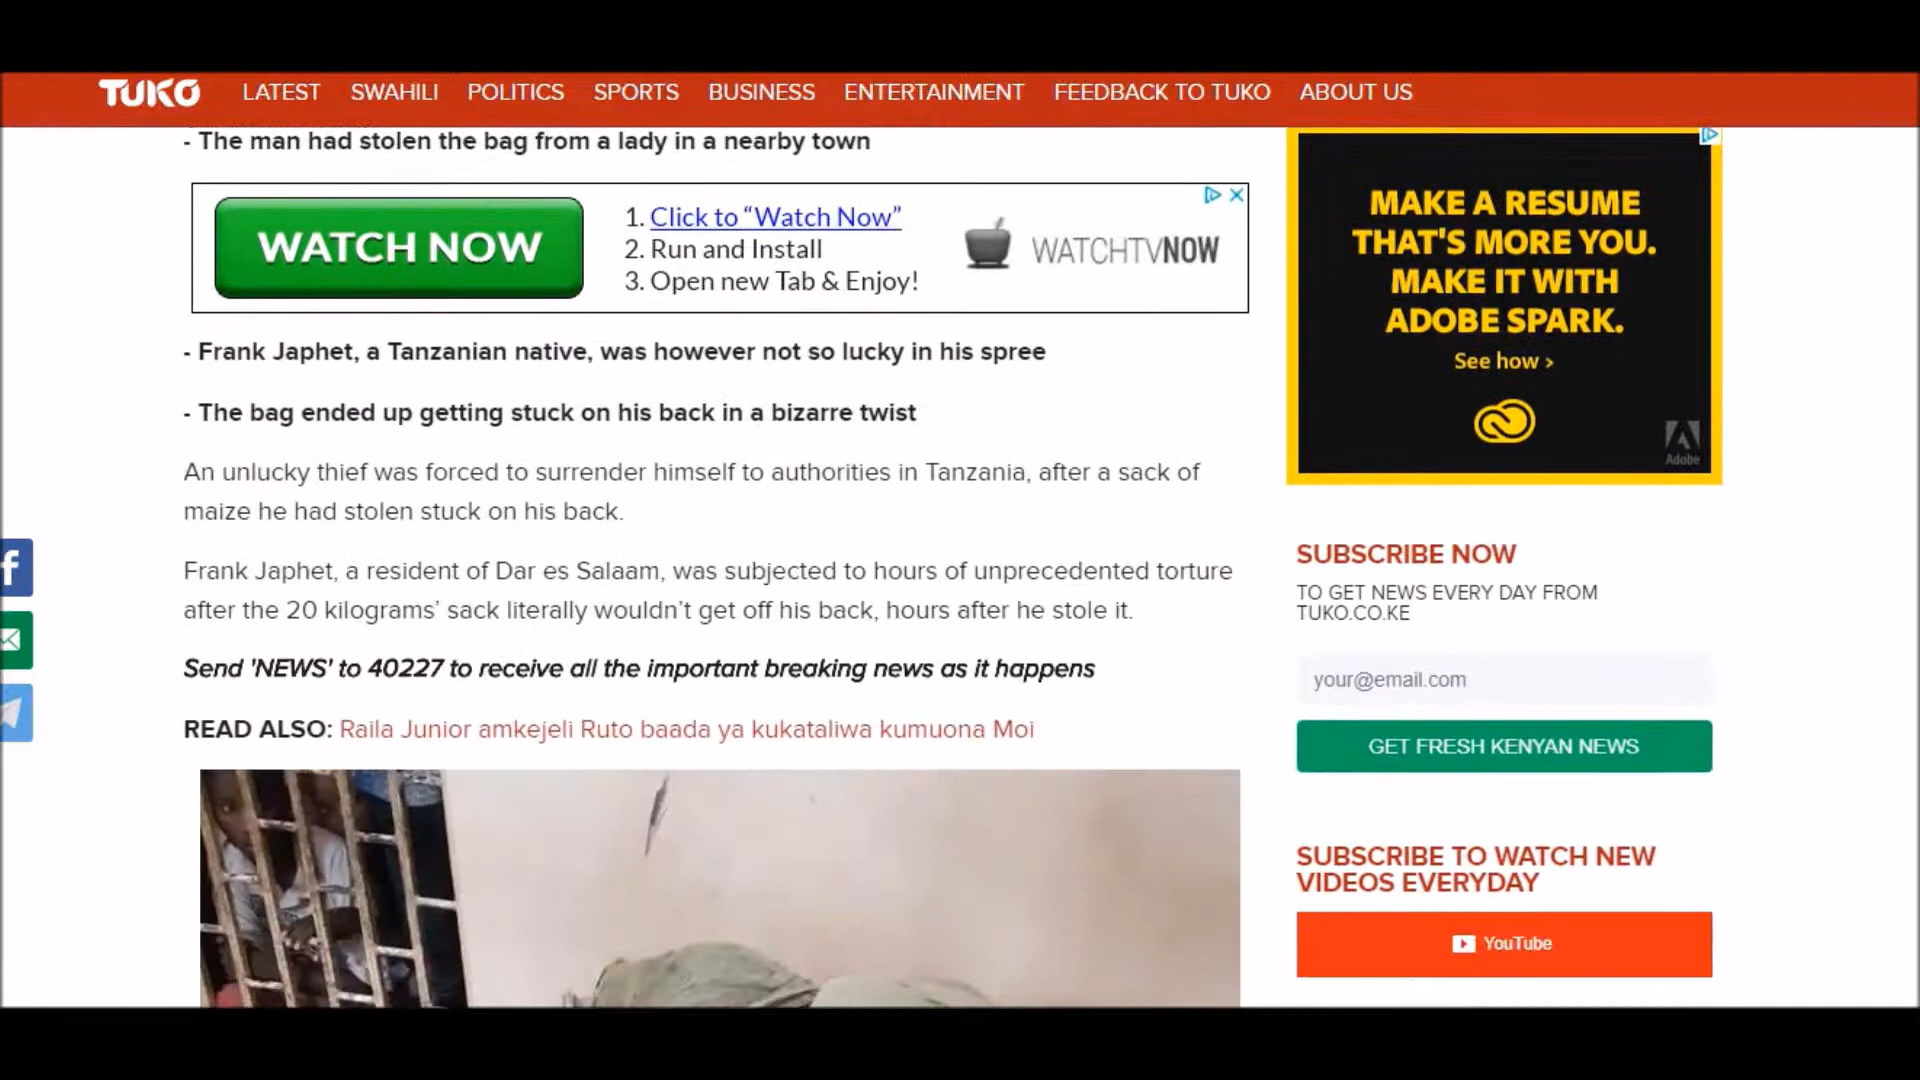 TUKO LATEST SWAHILI POLITICS SPORTS BUSINESS ENTERTAINMENT FEEDBACK TO TUKO ABOUT US
- The man had stolen the bag from a lady in a nearby town
WATCH NOW
1. Click to “Watch Now”
2. Run and Install
3. Open new Tab & Enjoy!
WATCHTVNOW
- Frank Japhet, a Tanzanian native, was however not so lucky in his spree
- The bag ended up getting stuck on his back in a bizarre twist
An unlucky thief was forced to surrender himself to authorities in Tanzania, after a sack of
maize he had stolen stuck on his back.
Frank Japhet, a resident of Dar es Salaam, was subjected to hours of unprecedented torture
after the 20 kilograms’ sack literally wouldn’t get off his back, hours after he stole it.
Send 'NEWS' to 40227 to receive all the important breaking news as it happens
READ ALSO: Raila Junior amkejeli Ruto baada ya kukataliwa kumuona Moi
MAKE A RESUME
THAT'S MORE YOU.
MAKE IT WITH
ADOBE SPARK.
See how >
Adobe
SUBSCRIBE NOW
TO GET NEWS EVERY DAY FROM
TUKO.CO.KE
your@email.com
GET FRESH KENYAN NEWS
SUBSCRIBE TO WATCH NEW
VIDEOS EVERYDAY
YouTube